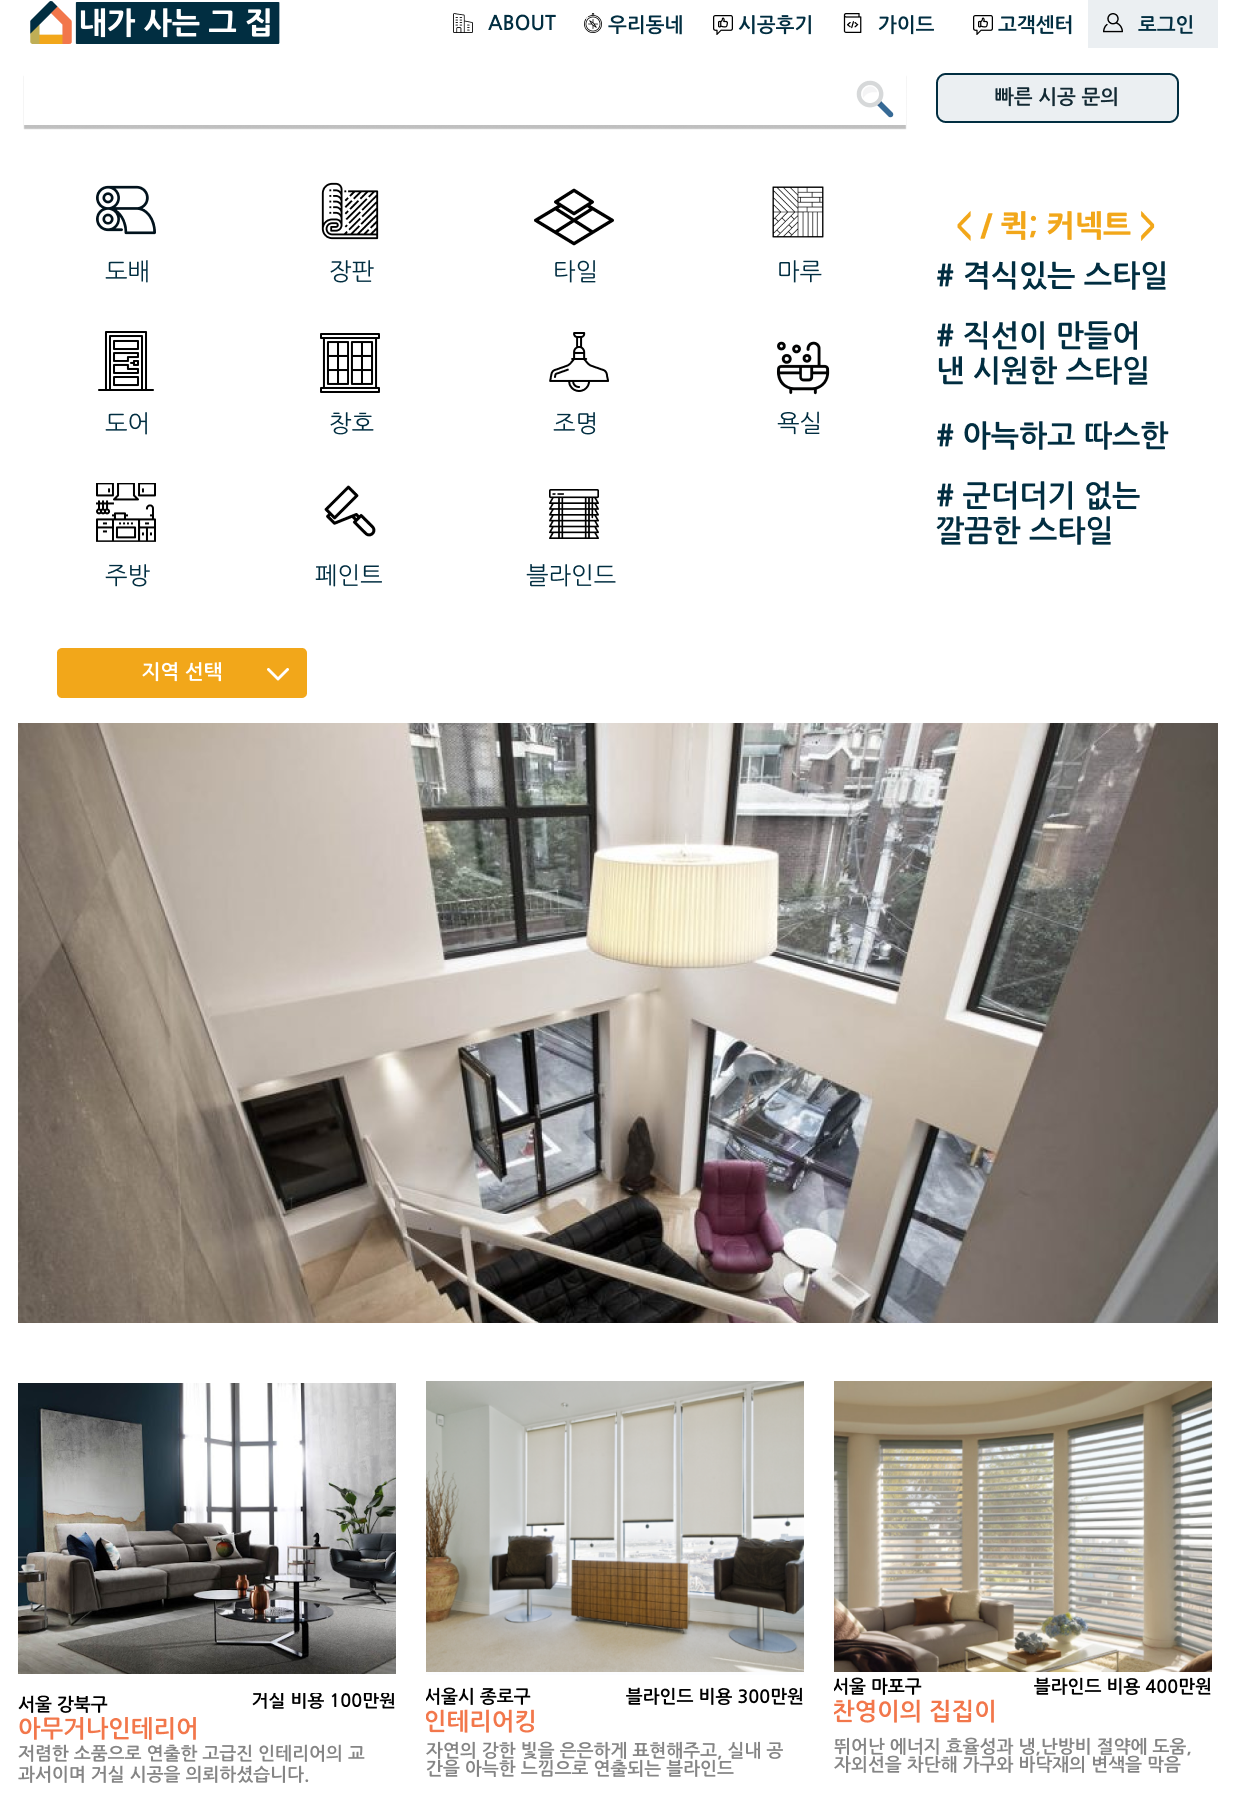 내가 사는 그 집
ABOUT 우리동네 시공후기 가이드 고객센터 로그인
빠른 시공 문의
도배 장판 타일 마루
도어 창호 조명 욕실
주방 페인트 블라인드
< / 퀵; 커넥트 >
# 격식있는 스타일
# 직선이 만들어
낸 시원한 스타일
# 아늑하고 따스한
# 군더더기 없는
깔끔한 스타일
지역 선택
서울 강북구 거실 비용 100만원
아무거나인테리어
저렴한 소품으로 연출한 고급진 인테리어의 교
과서이며 거실 시공을 의뢰하셨습니다.
서울시 종로구 블라인드 비용 300만원
인테리어킹
자연의 강한 빛을 은은하게 표현해주고, 실내 공
간을 아늑한 느낌으로 연출되는 블라인드
서울 마포구 블라인드 비용 400만원
찬영이의 집집이
뛰어난 에너지 효율성과 냉,난방비 절약에 도움,
자외선을 차단해 가구와 바닥재의 변색을 막음